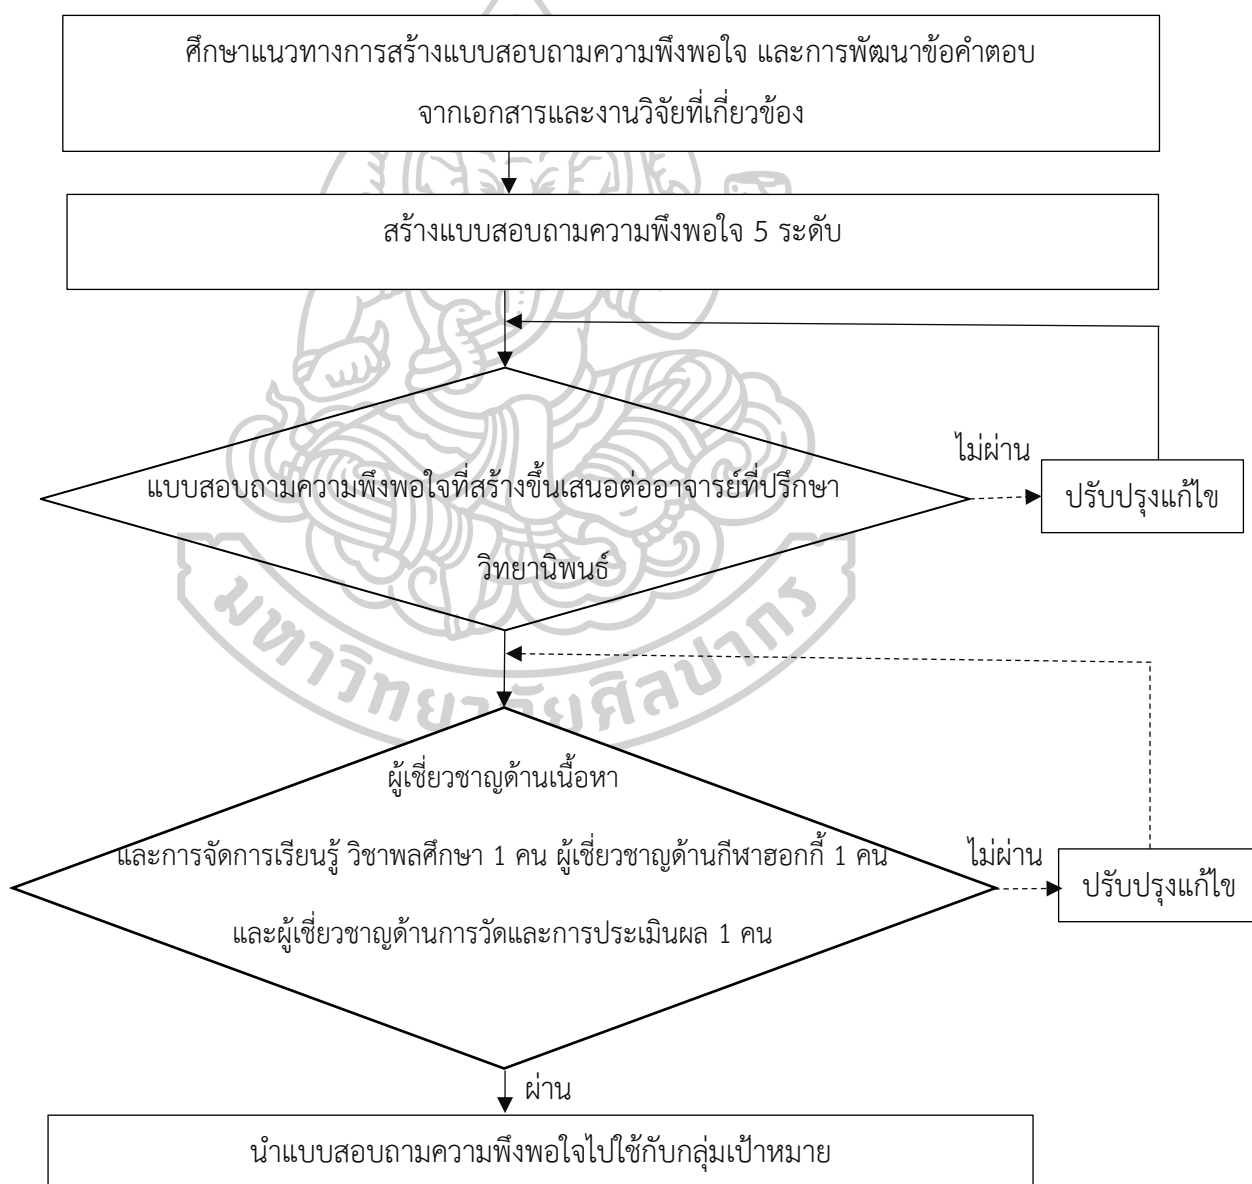 ศึกษาแนวทางการสร้างแบบสอบถามความพึงพอใจ และการพัฒนาข้อคำตอบ
จากเอกสารและงานวิจัยที่เกี่ยวข้อง
สร้างแบบสอบถามความพึงพอใจ 5 ระดับ
ไม่ผ่าน
แบบสอบถามความพึงพอใจที่สร้างขึ้นเสนอต่ออาจารย์ที่ปรึกษา
ปรับปรุงแก้ไข
วิทยานิพนธ์
มหาวิทยาลัยศิลปากร
ผู้เชี่ยวชาญด้านเนื้อหา
และการจัดการเรียนรู้ วิชาพลศึกษา 1 คน ผู้เชี่ยวชาญด้านกีฬาฮอกกี้ 1 คน
ไม่ผ่าน
ปรับปรุงแก้ไข
และผู้เชี่ยวชาญด้านการวัดและการประเมินผล 1 คน
ผ่าน
นำแบบสอบถามความพึงพอใจไปใช้กับกลุ่มเป้าหมาย